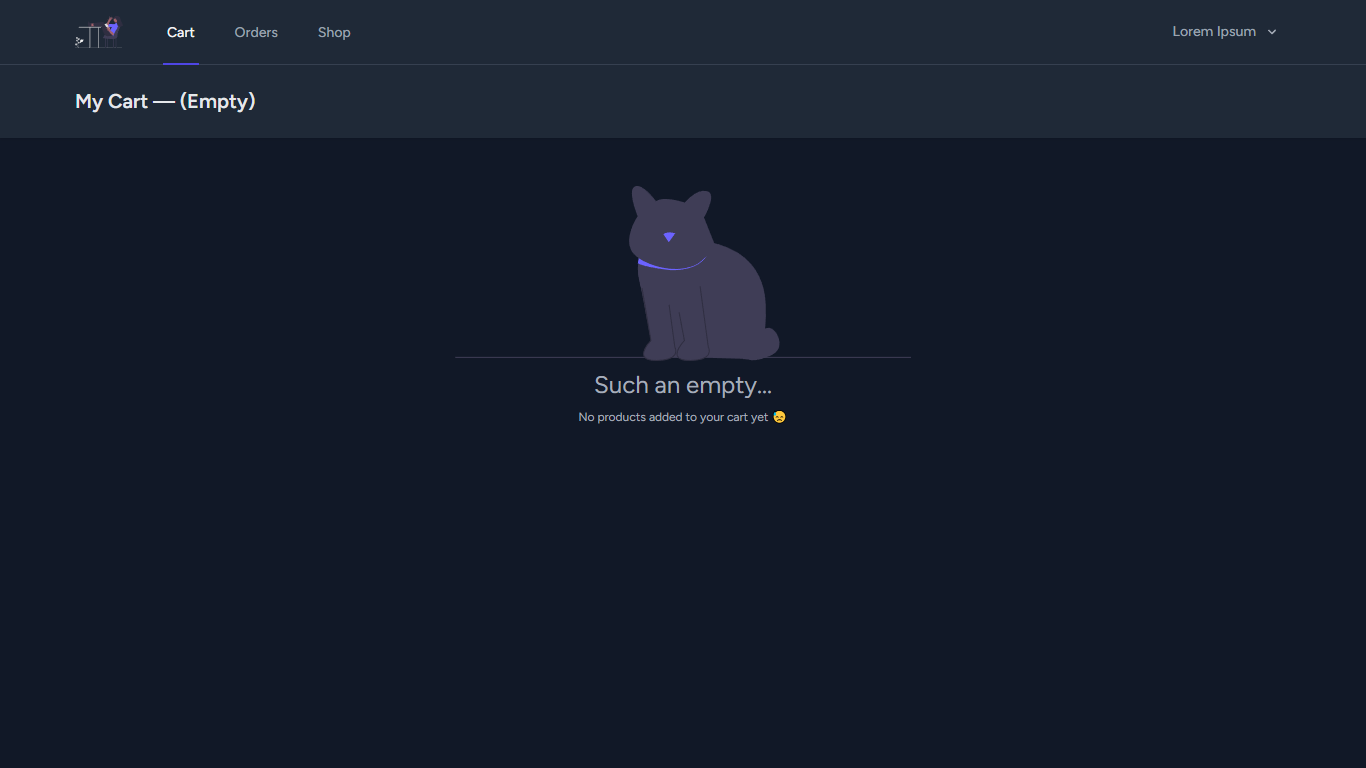 Cart Orders Shop Lorem Ipsum
My Cart — (Empty)
Such an empty...
No products added to your cart yet 😓